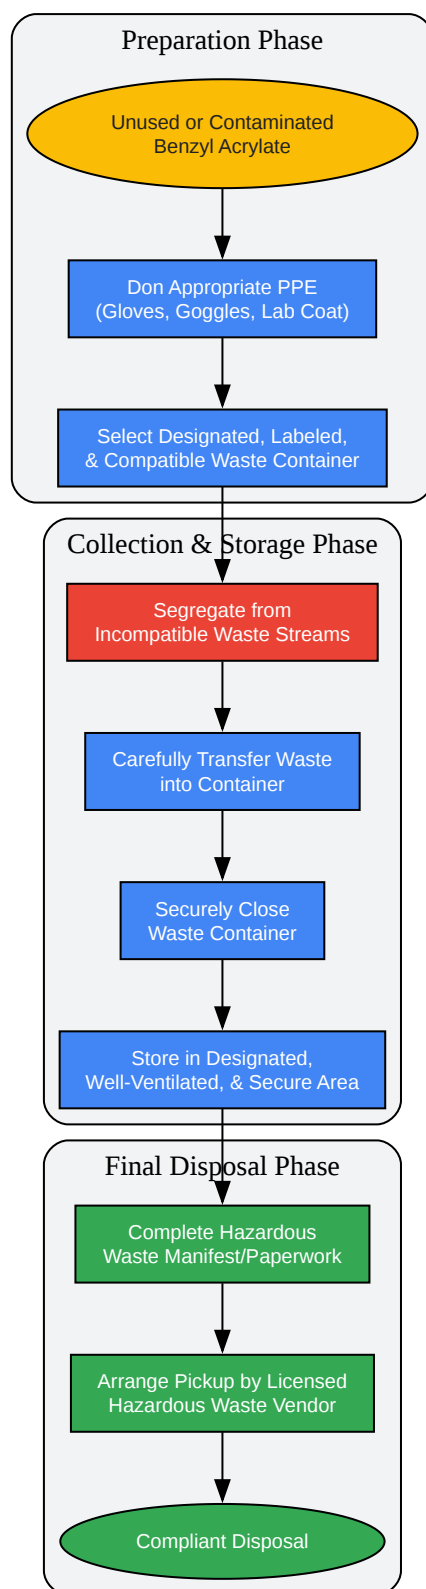 Preparation Phase
Unused or Contaminated
Benzyl Acrylate
Don Appropriate PPE
(Gloves, Goggles, Lab Coat)
Select Designated, Labeled,
& Compatible Waste Container
Collection & Storage Phase
Segregate from
Incompatible Waste Streams
Carefully Transfer Waste
into Container
Securely Close
Waste Container
Store in Designated,
Well-Ventilated, & Secure Area
Final Disposal Phase
Complete Hazardous
Waste Manifest/Paperwork
Arrange Pickup by Licensed
Hazardous Waste Vendor
Compliant Disposal